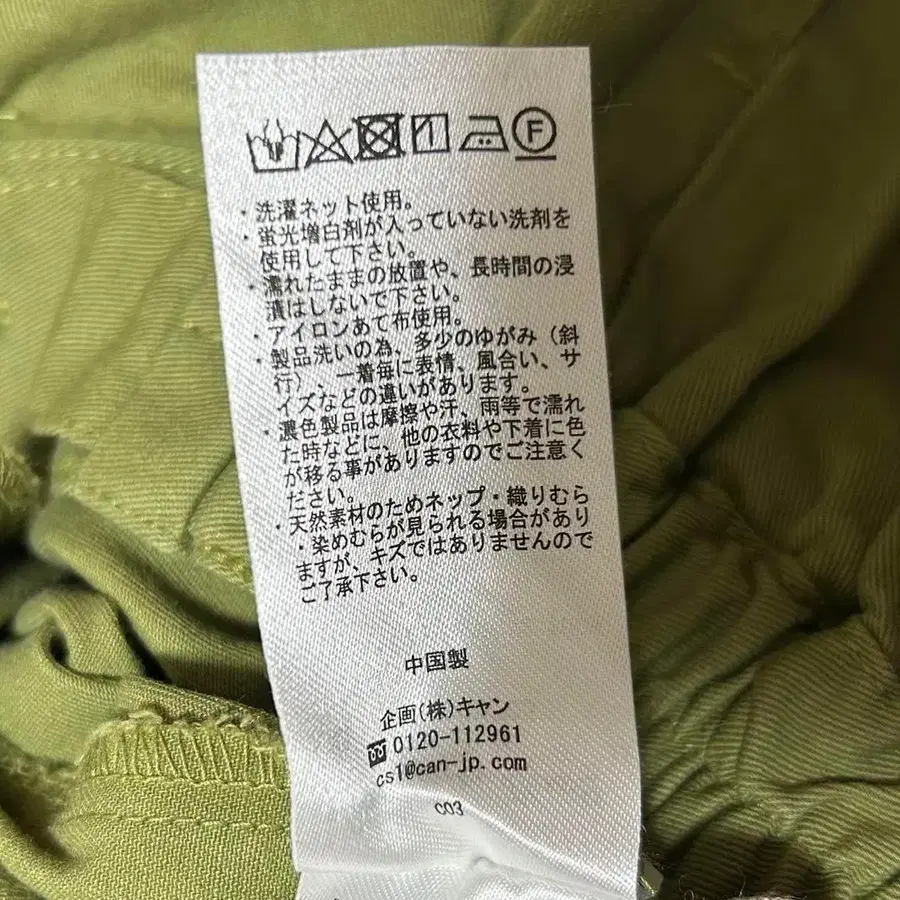 F
・洗濯ネット使用。
・蛍光増白剤が入っていない洗剤を
使用して下さい。
・濡れたままの放置や、長時間の浸
漬はしないで下さい。
・アイロンあて布使用。
・製品洗いの為、多少のゆがみ（斜
行）、一着毎に表情、風合い、サ
イズなどの違いがあります。
・濃色製品は摩擦や汗、雨等で濡れ
た時などに、他の衣料や下着に色
が移る事がありますのでご注意く
ださい。
・天然素材のためネップ・織りむら
・染めむらが見られる場合があり
ますが、キズではありませんので
ご了承下さい。
中国製
企画(株)キャン
0120-112961
cs1@can-jp.com
C03